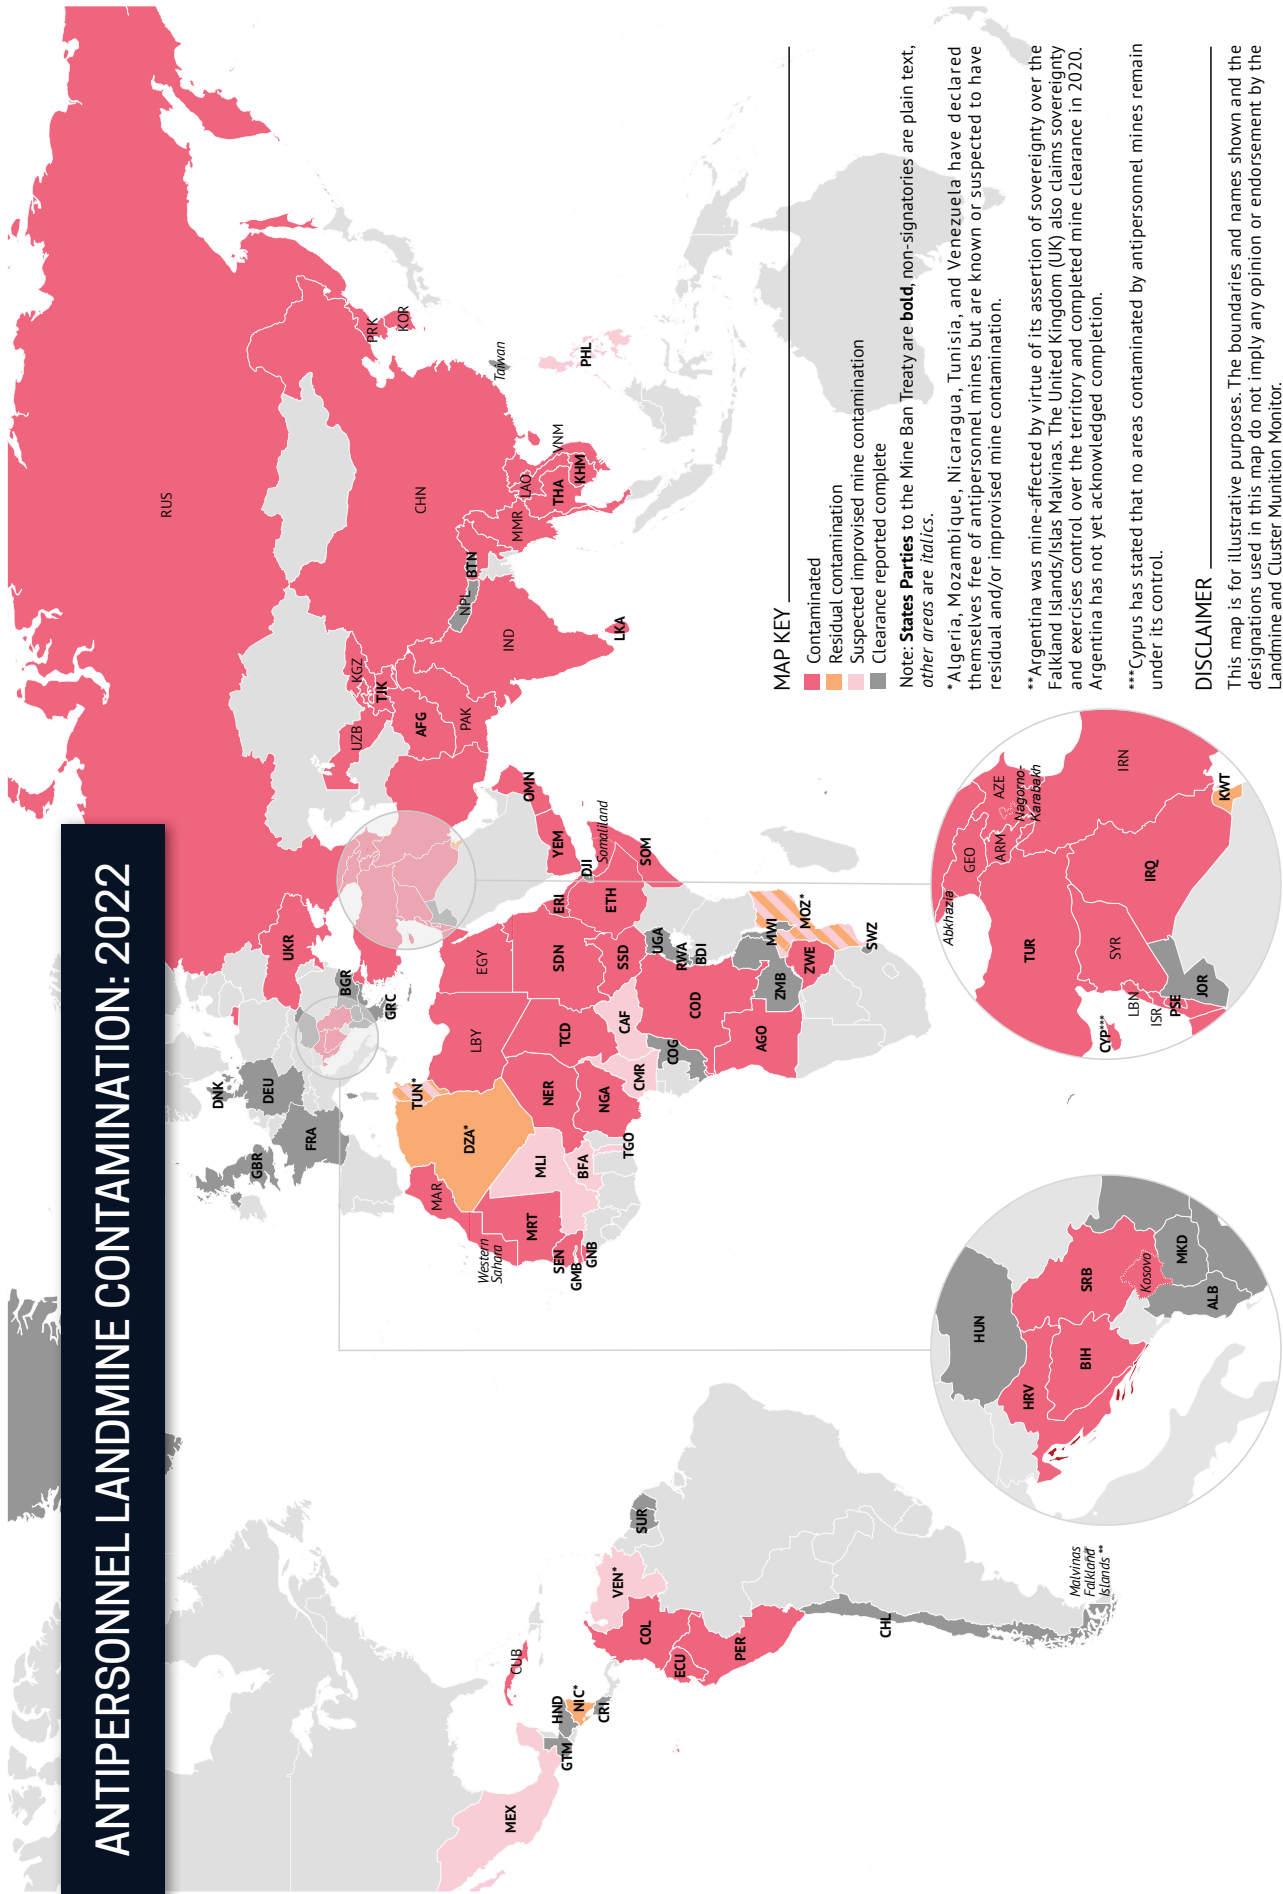 ANTIPERSONNEL LANDMINE CONTAMINATION: 2022
RUS
UKR
DNK
GBR
DEU
FRA
BGR
GRC
UZB
KGZ
TJK
AFG
PAK
CHN
PRK
KOR
NPL
BTN
IND
LKA
MMR
LAO
THA
VNM
KHM
Taiwan
PHL
MAR
TUN*
DZA*
LBY
EGY
Western
Sahara
MRT
MLI
NER
TCD
SDN
ERI
YEM
OMN
DJI
Somaliland
SOM
ETH
SEN
GMB
GNB
BFA
TGO
NGA
CMR
CAF
SSD
UGA
RWA
BDI
COG
COD
AGO
ZMB
MWI
MOZ*
ZWE
SWZ
MEX
CUB
GTM
HND
NIC*
CRI
VEN*
SUR
COL
ECU
PER
CHL
Malvinas
Falkland
Islands **
HUN
HRV
BIH
SRB
Kosovo
MKD
ALB
Abkhazia
GEO
ARM
AZE
Nagorno-
Karabakh
TUR
SYR
IRQ
IRN
CYP***
LBN
ISR
PSE
JOR
KWT
MAP KEY
Contaminated
Residual contamination
Suspected improvised mine contamination
Clearance reported complete
Note: States Parties to the Mine Ban Treaty are bold, non-signatories are plain text,
other areas are italics.
*Algeria, Mozambique, Nicaragua, Tunisia, and Venezuela have declared
themselves free of antipersonnel mines but are known or suspected to have
residual and/or improvised mine contamination.
**Argentina was mine-affected by virtue of its assertion of sovereignty over the
Falkland Islands/Islas Malvinas. The United Kingdom (UK) also claims sovereignty
and exercises control over the territory and completed mine clearance in 2020.
Argentina has not yet acknowledged completion.
***Cyprus has stated that no areas contaminated by antipersonnel mines remain
under its control.
DISCLAIMER
This map is for illustrative purposes. The boundaries and names shown and the
designations used in this map do not imply any opinion or endorsement by the
Landmine and Cluster Munition Monitor.